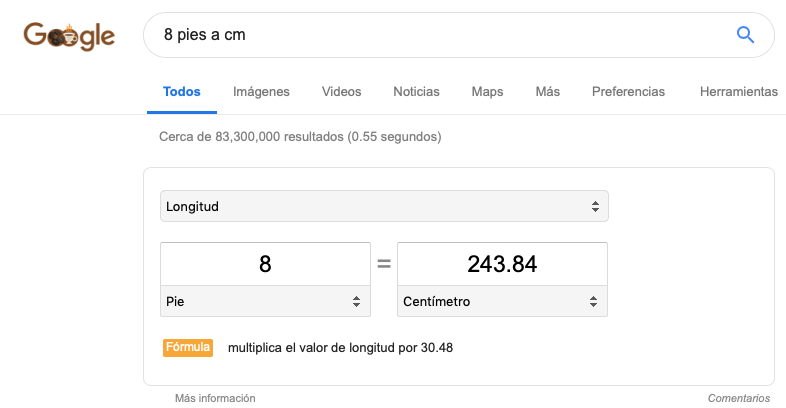 Google
8 pies a cm
Todos Imágenes Videos Noticias Maps Más Preferencias Herramientas
Cerca de 83,300,000 resultados (0.55 segundos)
Longitud
8 = 243.84
Pie Centímetro
Fórmula multiplica el valor de longitud por 30.48
Más información Comentarios